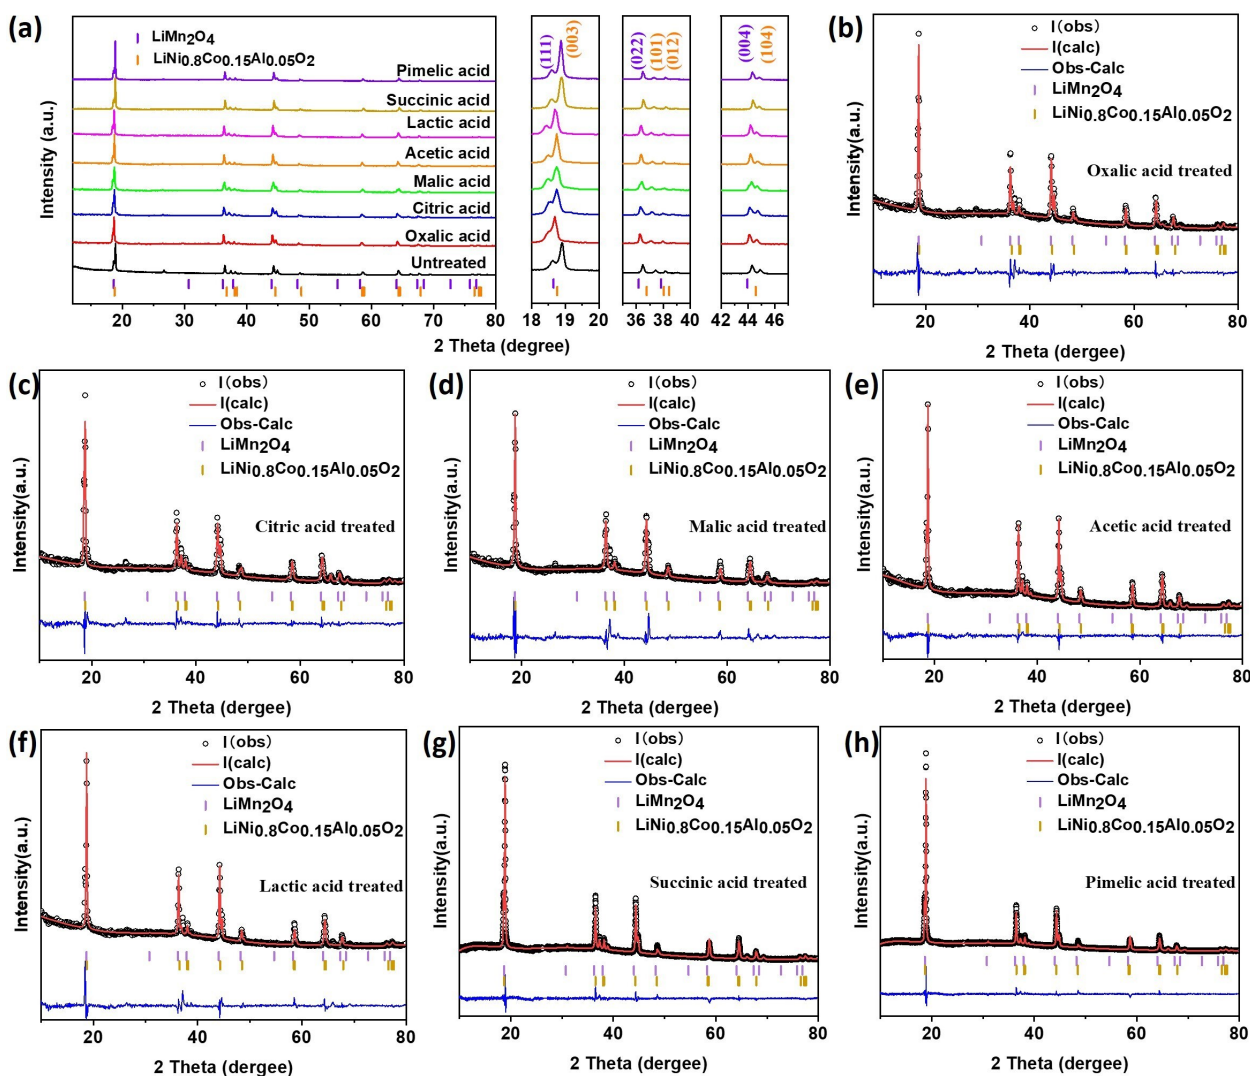 (a)
LiMn2O4
LiNi0.8Co0.15Al0.05O2
Pimelic acid
Succinic acid
Lactic acid
Acetic acid
Malic acid
Citric acid
Oxalic acid
Untreated
Intensity (a.u.)
20 30 40 50 60 70 80
(111) (003)
18 19 20
(022) (101) (012)
36 38 40
(004) (104)
42 44 46
2 Theta (degree)
(b)
I(obs)
I(calc)
Obs-Calc
LiMn2O4
LiNi0.8Co0.15Al0.05O2
Oxalic acid treated
Intensity(a.u.)
20 40 60 80
2 Theta (dergee)
(c)
I(obs)
I(calc)
Obs-Calc
LiMn2O4
LiNi0.8Co0.15Al0.05O2
Citric acid treated
Intensity(a.u.)
20 40 60 80
2 Theta (dergee)
(d)
I(obs)
I(calc)
Obs-Calc
LiMn2O4
LiNi0.8Co0.15Al0.05O2
Malic acid treated
Intensity(a.u.)
20 40 60 80
2 Theta (dergee)
(e)
I(obs)
I(calc)
Obs-Calc
LiMn2O4
LiNi0.8Co0.15Al0.05O2
Acetic acid treated
Intensity(a.u.)
20 40 60 80
2 Theta (dergee)
(f)
I(obs)
I(calc)
Obs-Calc
LiMn2O4
LiNi0.8Co0.15Al0.05O2
Lactic acid treated
Intensity(a.u.)
20 40 60 80
2 Theta (dergee)
(g)
I(obs)
I(calc)
Obs-Calc
LiMn2O4
LiNi0.8Co0.15Al0.05O2
Succinic acid treated
Intensity(a.u.)
20 40 60 80
2 Theta (dergee)
(h)
I(obs)
I(calc)
Obs-Calc
LiMn2O4
LiNi0.8Co0.15Al0.05O2
Pimelic acid treated
Intensity(a.u.)
20 40 60 80
2 Theta (dergee)